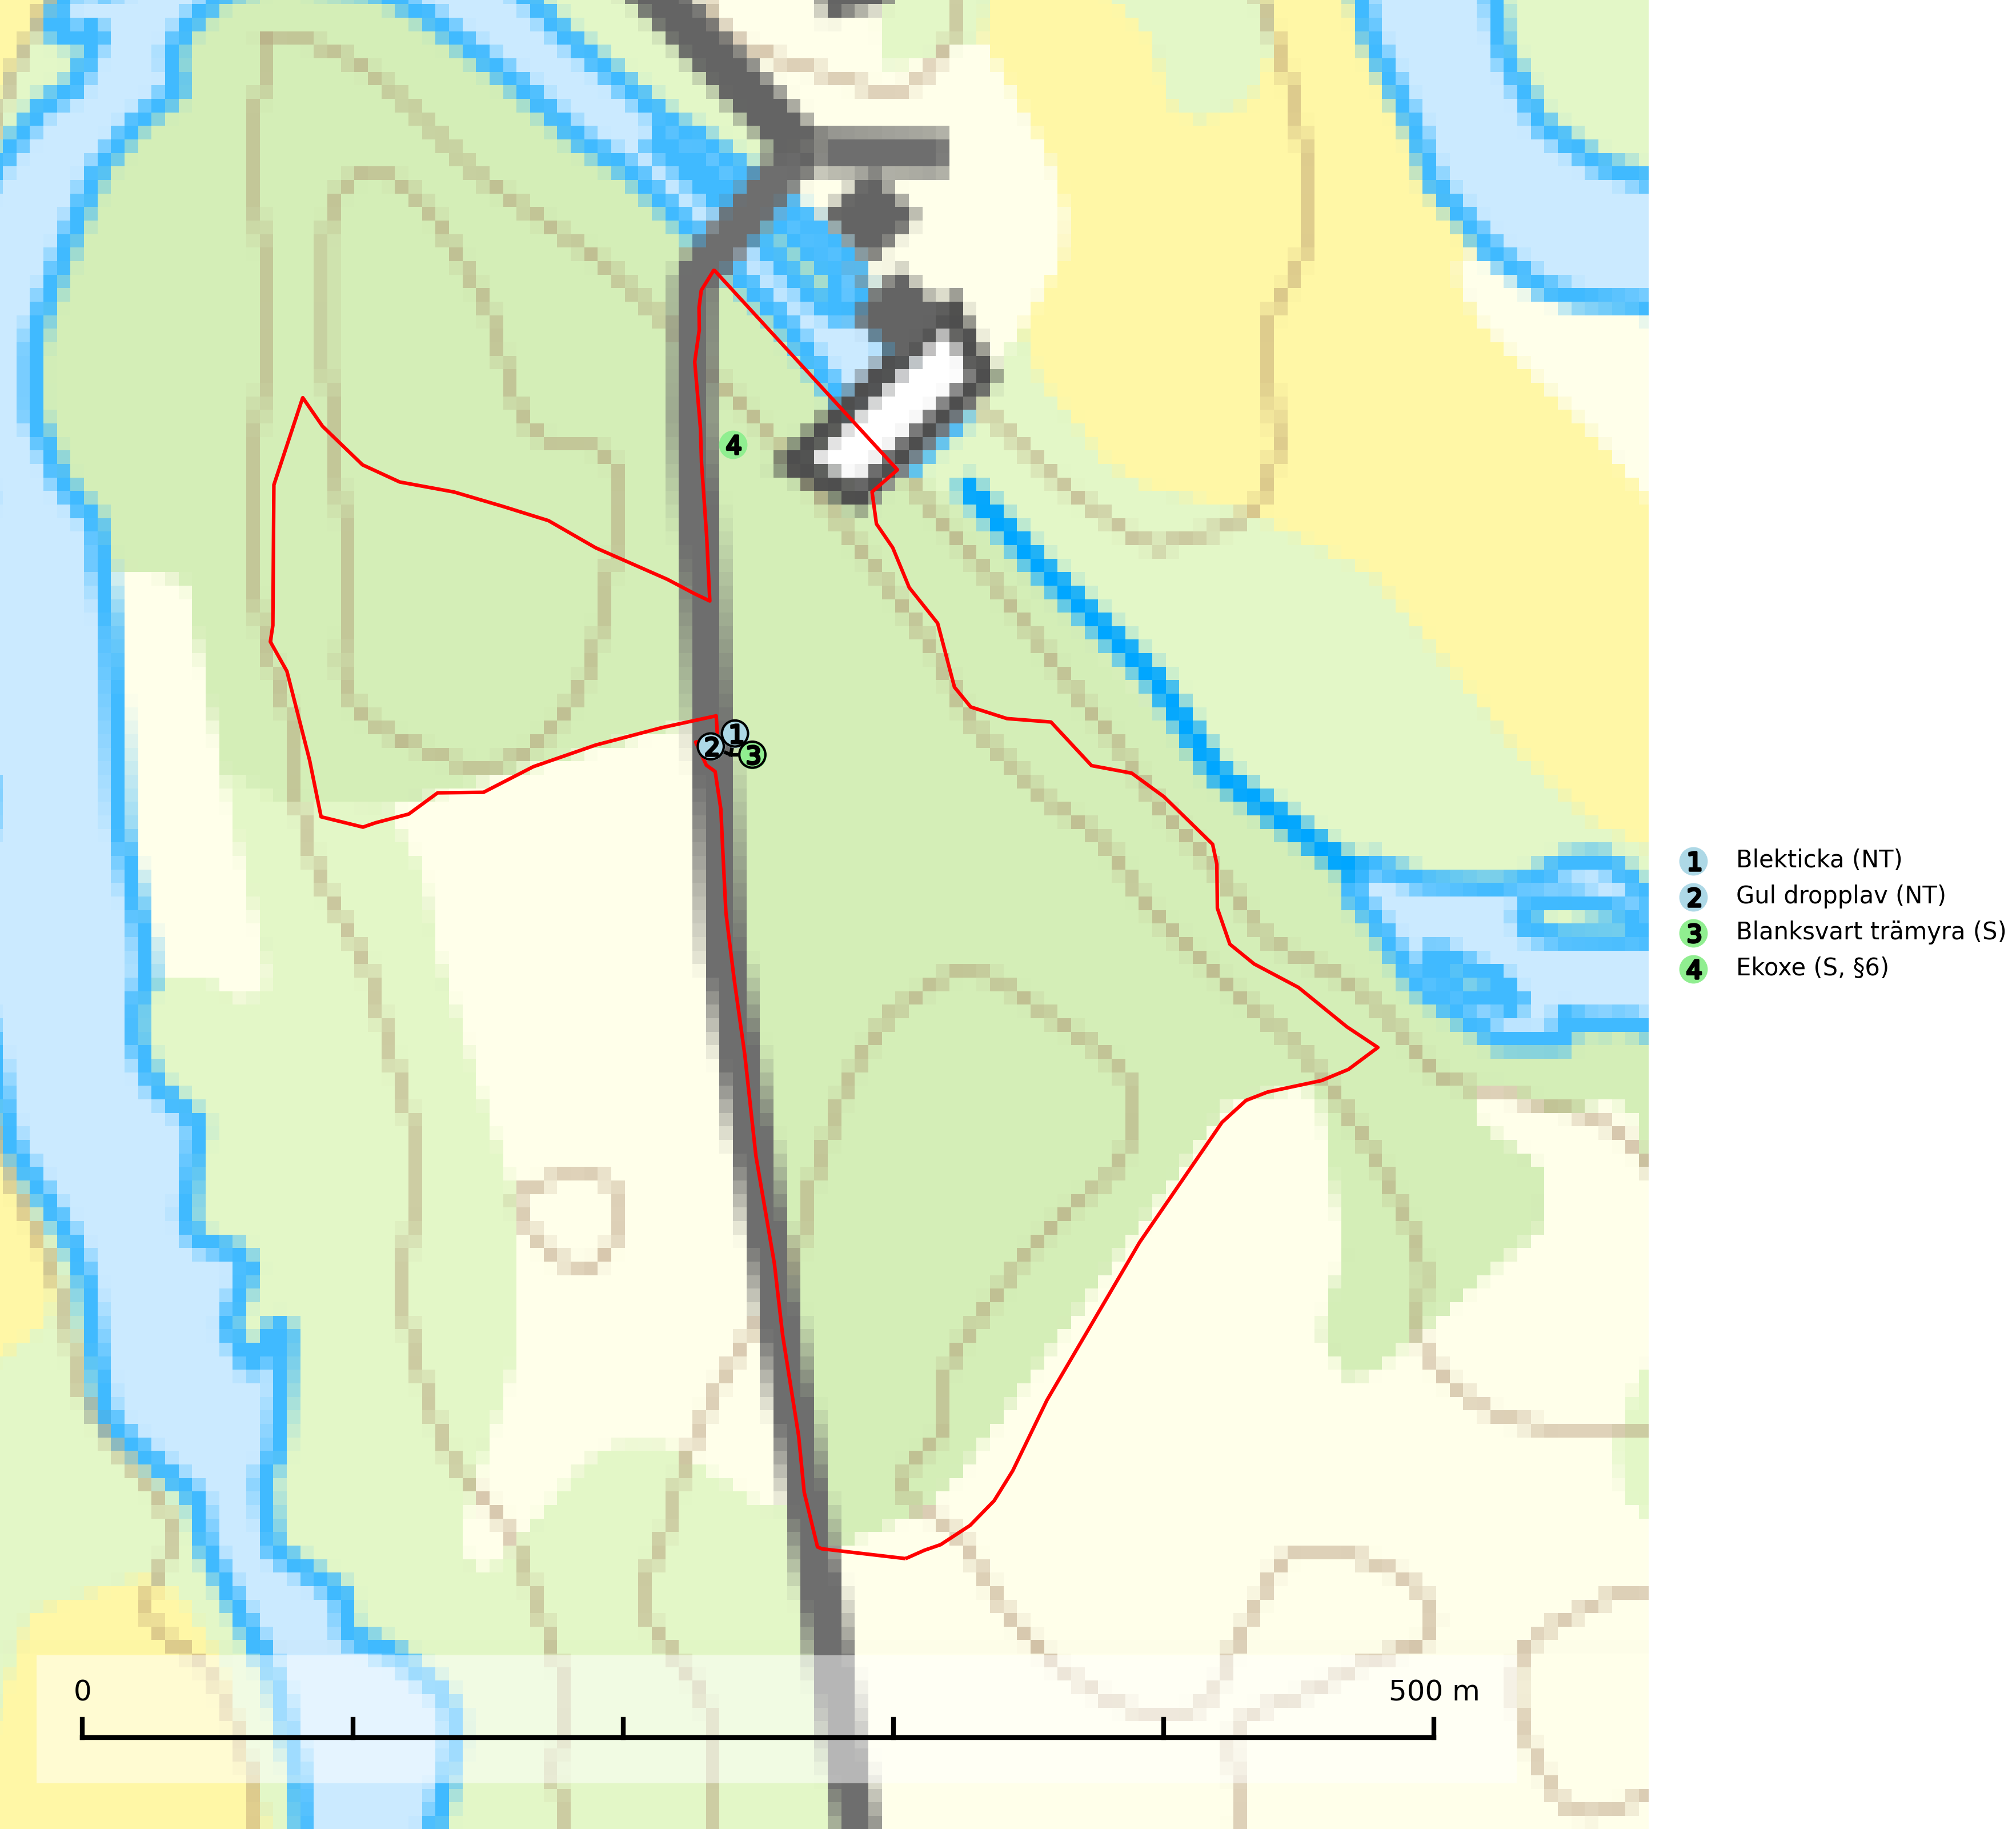 4
1
2
3
1 Blekticka (NT)
2 Gul dropplav (NT)
3 Blanksvart trämyra (S)
4 Ekoxe (S, §6)
0 500 m